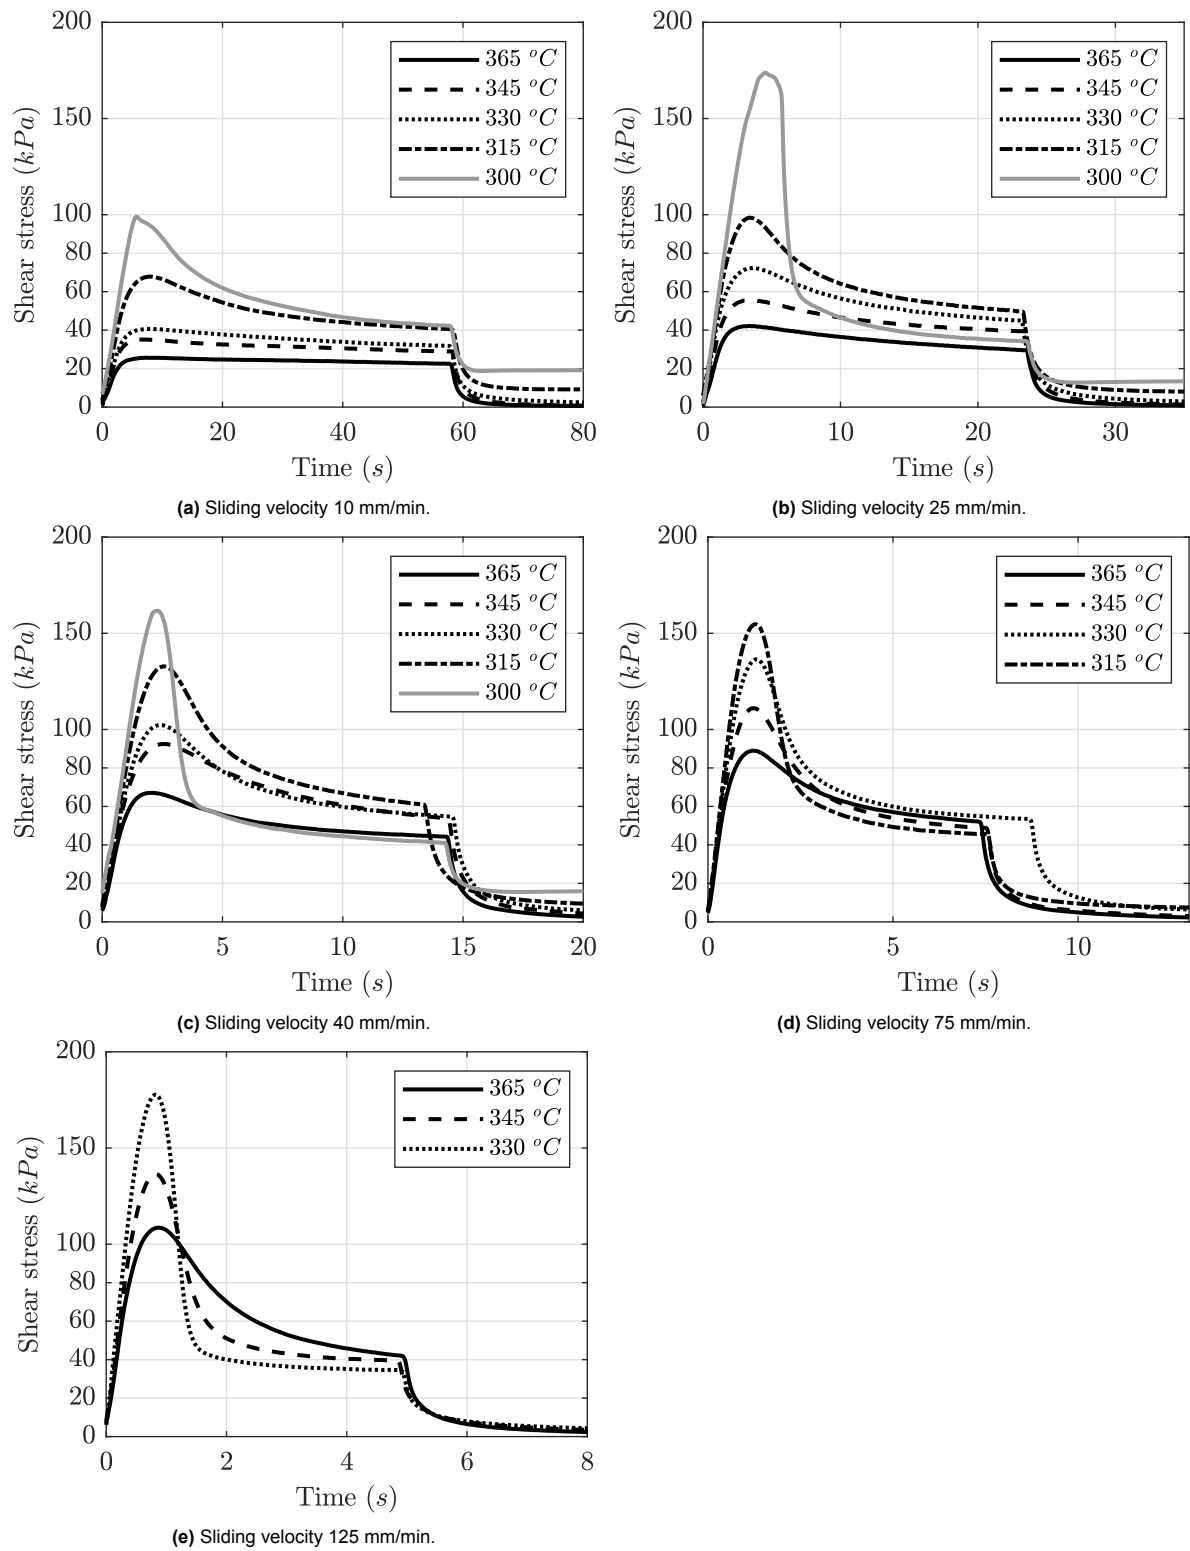 200
150
100
80
60
40
20
0
Shear stress (kPa)
365 °C
345 °C
330 °C
315 °C
300 °C
0 20 40 60 80
Time (s)
(a) Sliding velocity 10 mm/min.
200
150
100
80
60
40
20
0
Shear stress (kPa)
365 °C
345 °C
330 °C
315 °C
300 °C
0 10 20 30
Time (s)
(b) Sliding velocity 25 mm/min.
200
150
100
80
60
40
20
0
Shear stress (kPa)
365 °C
345 °C
330 °C
315 °C
300 °C
0 5 10 15 20
Time (s)
(c) Sliding velocity 40 mm/min.
200
150
100
80
60
40
20
0
Shear stress (kPa)
365 °C
345 °C
330 °C
315 °C
0 5 10
Time (s)
(d) Sliding velocity 75 mm/min.
200
150
100
80
60
40
20
0
Shear stress (kPa)
365 °C
345 °C
330 °C
0 2 4 6 8
Time (s)
(e) Sliding velocity 125 mm/min.